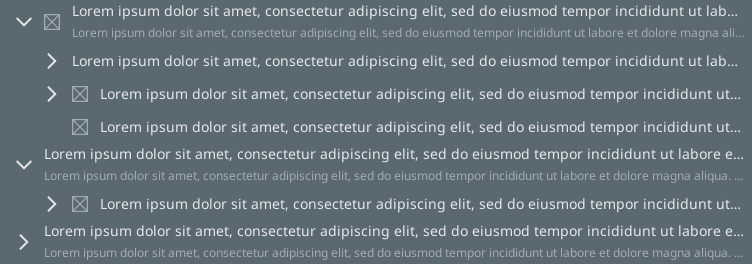 Lorem ipsum dolor sit amet, consectetur adipiscing elit, sed do eiusmod tempor incididunt ut lab...
Lorem ipsum dolor sit amet, consectetur adipiscing elit, sed do eiusmod tempor incididunt ut labore et dolore magna ali...
Lorem ipsum dolor sit amet, consectetur adipiscing elit, sed do eiusmod tempor incididunt ut lab...
Lorem ipsum dolor sit amet, consectetur adipiscing elit, sed do eiusmod tempor incididunt ut...
Lorem ipsum dolor sit amet, consectetur adipiscing elit, sed do eiusmod tempor incididunt ut...
Lorem ipsum dolor sit amet, consectetur adipiscing elit, sed do eiusmod tempor incididunt ut labore e...
Lorem ipsum dolor sit amet, consectetur adipiscing elit, sed do eiusmod tempor incididunt ut labore et dolore magna aliqua. ...
Lorem ipsum dolor sit amet, consectetur adipiscing elit, sed do eiusmod tempor incididunt ut...
Lorem ipsum dolor sit amet, consectetur adipiscing elit, sed do eiusmod tempor incididunt ut labore e...
Lorem ipsum dolor sit amet, consectetur adipiscing elit, sed do eiusmod tempor incididunt ut labore et dolore magna aliqua. ...